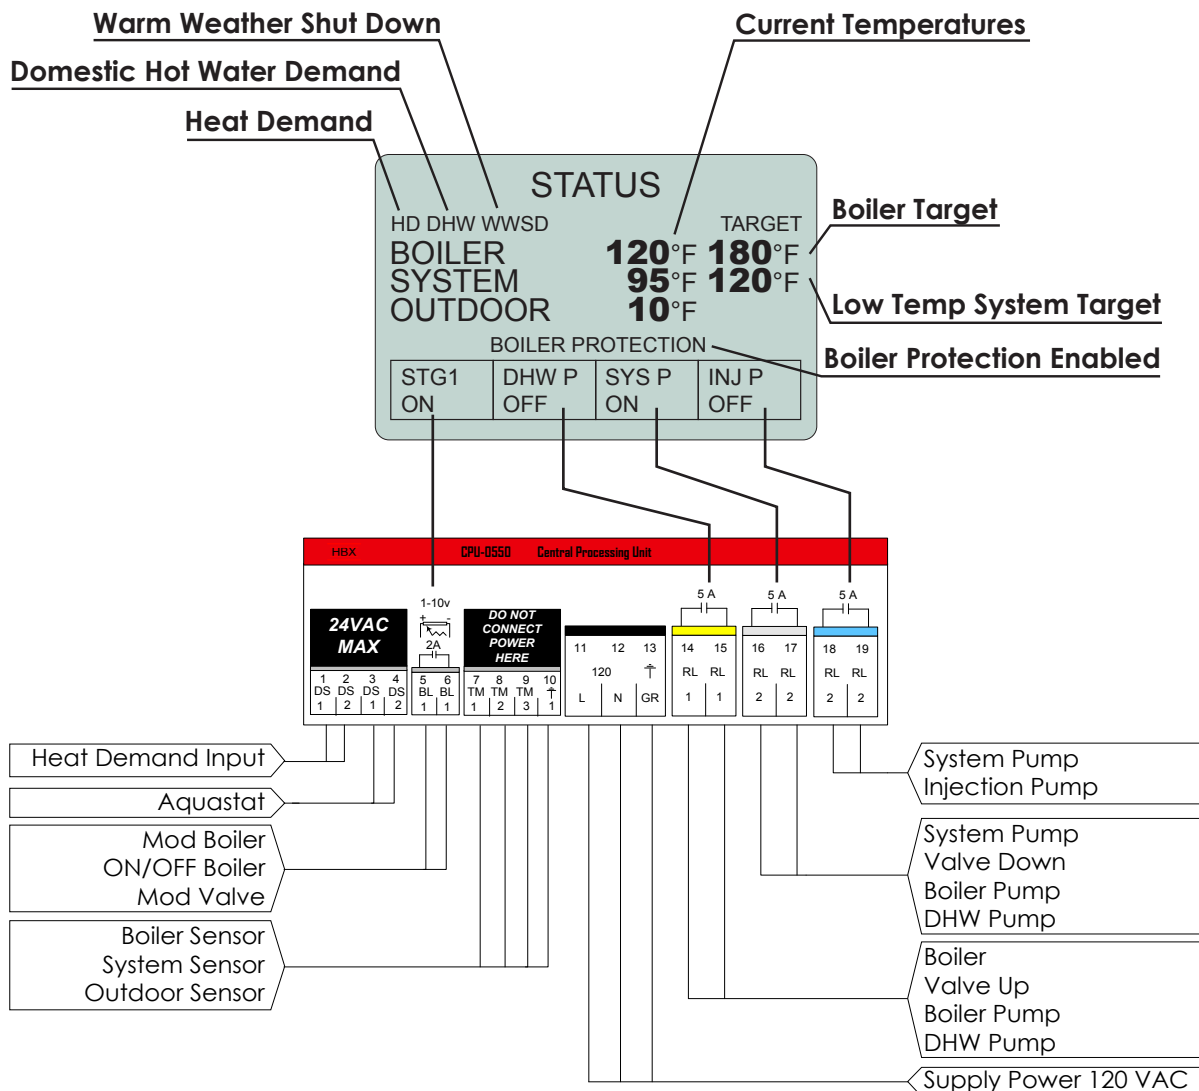 Warm Weather Shut Down
Current Temperatures
Domestic Hot Water Demand
Heat Demand
STATUS
HD DHW WWSD
TARGET
BOILER 120°F 180°F
SYSTEM 95°F 120°F
OUTDOOR 10°F
BOILER PROTECTION
STG1 DHW P SYS P INJ P
ON OFF ON OFF
Boiler Target
Low Temp System Target
Boiler Protection Enabled
HBX CPU-0550 Central Processing Unit
24VAC
MAX
1-10v
+ -
2A
DO NOT
CONNECT
POWER
HERE
5 A
5 A
5 A
1 2 3 4
DS DS DS DS
1 2 1 2
5 6
BL BL
1 1
7 8 9 10
TM TM TM
1 2 3 1
11 12 13
120
L N GR
14 15
RL RL
1 1
16 17
RL RL
2 2
18 19
RL RL
2 2
Heat Demand Input
Aquastat
Mod Boiler
ON/OFF Boiler
Mod Valve
Boiler Sensor
System Sensor
Outdoor Sensor
System Pump
Injection Pump
System Pump
Valve Down
Boiler Pump
DHW Pump
Boiler
Valve Up
Boiler Pump
DHW Pump
Supply Power 120 VAC